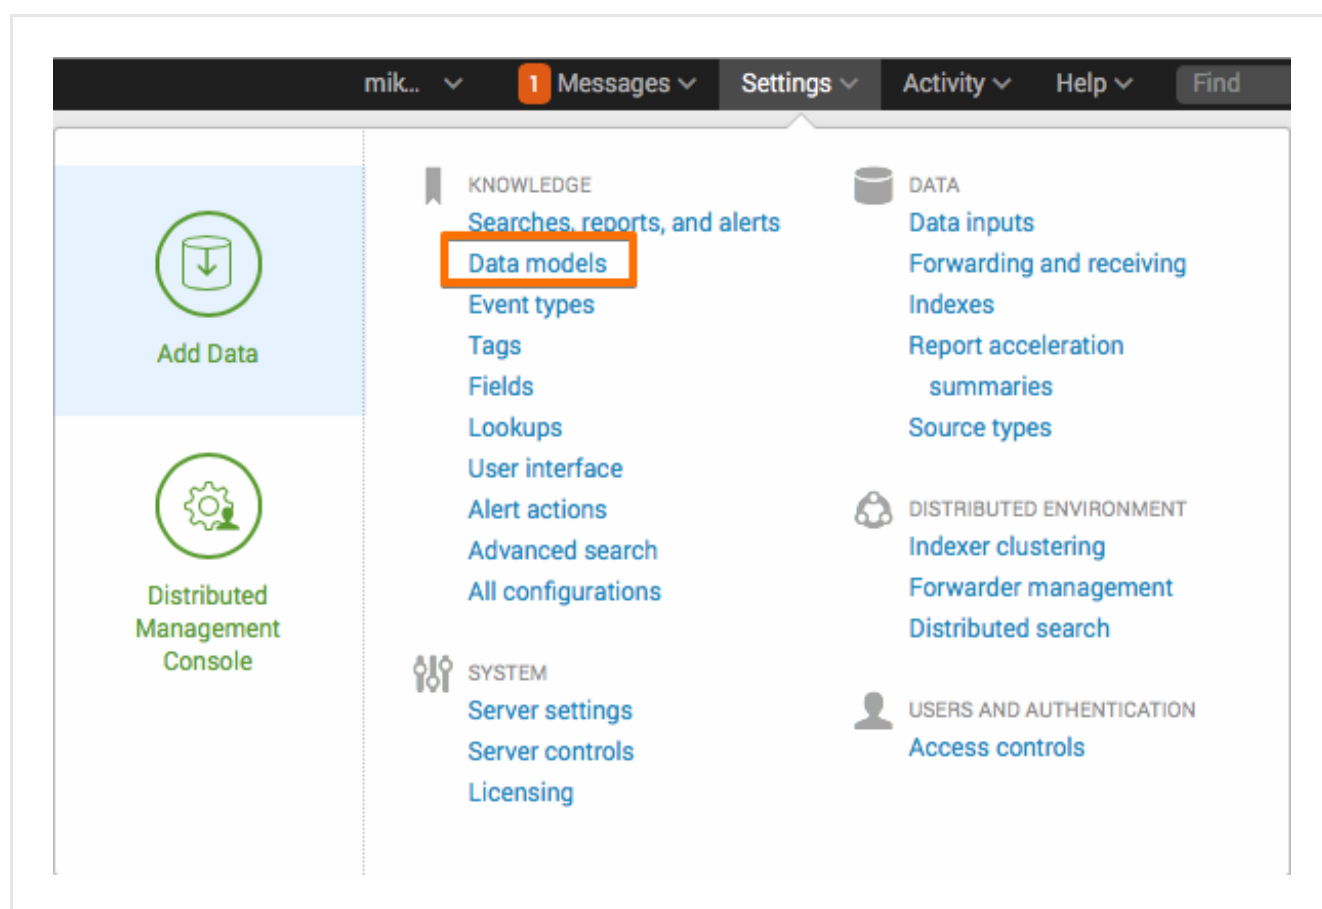 mik...
1 Messages
Settings
Activity
Help
Find
Add Data
Distributed
Management
Console
KNOWLEDGE
Searches, reports, and alerts
Data models
Event types
Tags
Fields
Lookups
User interface
Alert actions
Advanced search
All configurations
SYSTEM
Server settings
Server controls
Licensing
DATA
Data inputs
Forwarding and receiving
Indexes
Report acceleration
summaries
Source types
DISTRIBUTED ENVIRONMENT
Indexer clustering
Forwarder management
Distributed search
USERS AND AUTHENTICATION
Access controls